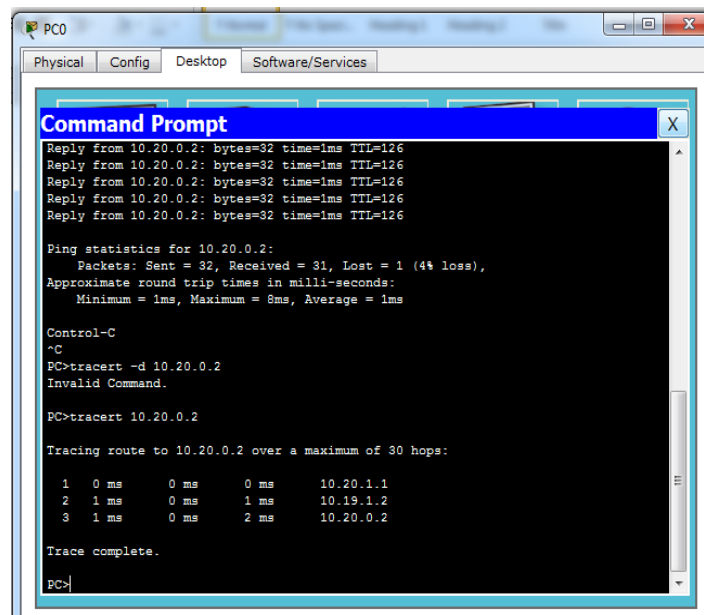 PC0
Physical Config Desktop Software/Services
Command Prompt
X
Reply from 10.20.0.2: bytes=32 time=1ms TTL=126
Reply from 10.20.0.2: bytes=32 time=1ms TTL=126
Reply from 10.20.0.2: bytes=32 time=1ms TTL=126
Reply from 10.20.0.2: bytes=32 time=1ms TTL=126
Reply from 10.20.0.2: bytes=32 time=1ms TTL=126
Ping statistics for 10.20.0.2:
Packets: Sent = 32, Received = 31, Lost = 1 (4% loss),
Approximate round trip times in milli-seconds:
Minimum = 1ms, Maximum = 8ms, Average = 1ms
Control-C
^C
PC>tracert -d 10.20.0.2
Invalid Command.
PC>tracert 10.20.0.2
Tracing route to 10.20.0.2 over a maximum of 30 hops:
1 0 ms 0 ms 0 ms 10.20.1.1
2 1 ms 0 ms 1 ms 10.19.1.2
3 1 ms 0 ms 2 ms 10.20.0.2
Trace complete.
PC>